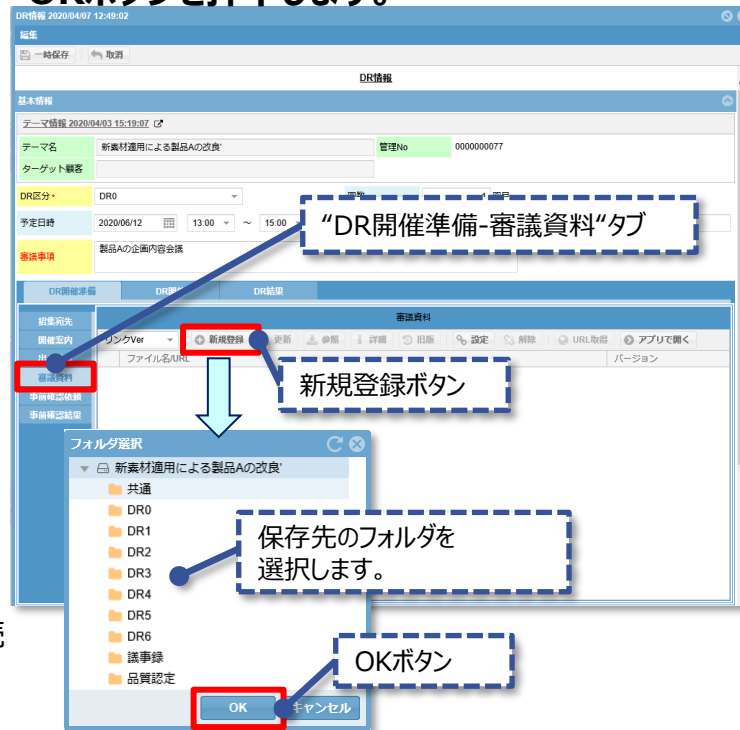 OKボタンを押下します。
DR情報 2020/04/07 12:49:02
編集
一時保存 取消
DR情報
基本情報
テーマ情報 2020/04/03 15:19:07
テーマ名 新素材適用による製品Aの改良' 管理No 0000000077
ターゲット顧客
DR区分* DR0
予定日時 2020/06/12 13:00 ~ 15:00
“DR開催準備-審議資料“タブ
審議事項 製品Aの企画内容会議
DR開催準備 DR開 DR結果
招集宛先 審議資料
開催案内 リンクVer 新規登録 更新 参照 詳細 旧版 設定 解除 URL取得 アプリで開く
ファイル名/URL バージョン
審議資料
事前確認依頼
事前確認結果
新規登録ボタン
フォルダ選択
新素材適用による製品Aの改良'
共通
DR0
DR1
DR2
DR3
DR4
DR5
DR6
議事録
品質認定
保存先のフォルダを
選択します。
OKボタン
OK キャンセル